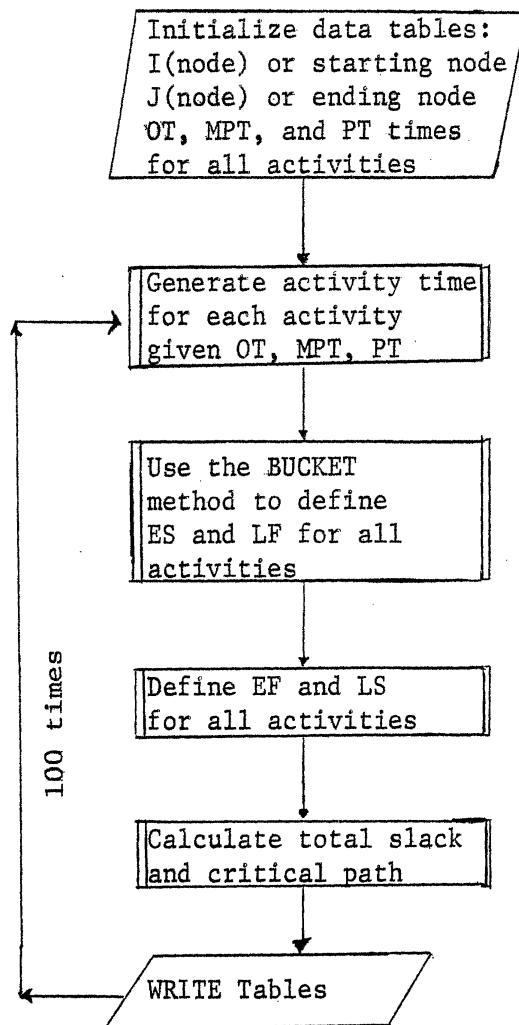 Initialize data tables:
I(node) or starting node
J(node) or ending node
OT, MPT, and PT times
for all activities
Generate activity time
for each activity
given OT, MPT, PT
Use the BUCKET
method to define
ES and LF for all
activities
Define EF and LS
for all activities
Calculate total slack
and critical path
WRITE Tables
100 times